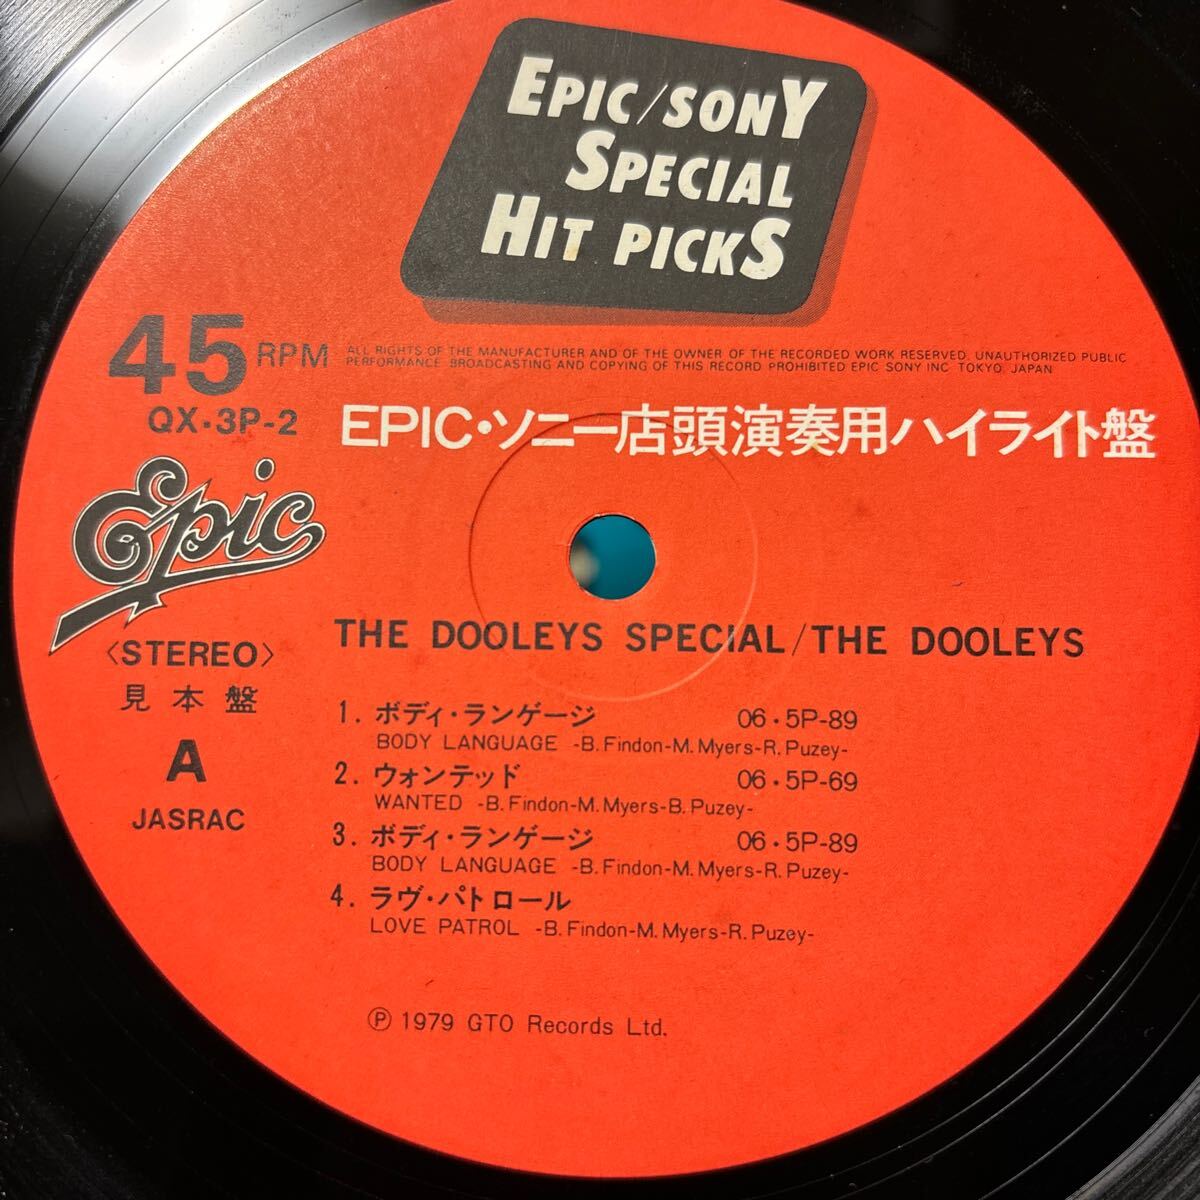 EPIC/SONY
SPECIAL
HIT PICKS
45 RPM
QX・3P-2
ALL RIGHTS OF THE MANUFACTURER AND OF THE OWNER OF THE RECORDED WORK RESERVED. UNAUTHORIZED PUBLIC
PERFORMANCE BROADCASTING AND COPYING OF THIS RECORD PROHIBITED EPIC SONY INC. TOKYO, JAPAN
EPIC・ソニー店頭演奏用ハイライト盤
Epic
〈STEREO〉
見本盤
A
JASRAC
THE DOOLEYS SPECIAL/THE DOOLEYS
1. ボディ・ランゲージ 06・5P-89
BODY LANGUAGE -B. Findon-M. Myers-R. Puzey-
2. ウォンテッド 06・5P-69
WANTED -B. Findon-M. Myers-B. Puzey-
3. ボディ・ランゲージ 06・5P-89
BODY LANGUAGE -B. Findon-M. Myers-R. Puzey-
4. ラヴ・パトロール
LOVE PATROL -B. Findon-M. Myers-R. Puzey-
Ⓟ 1979 GTO Records Ltd.